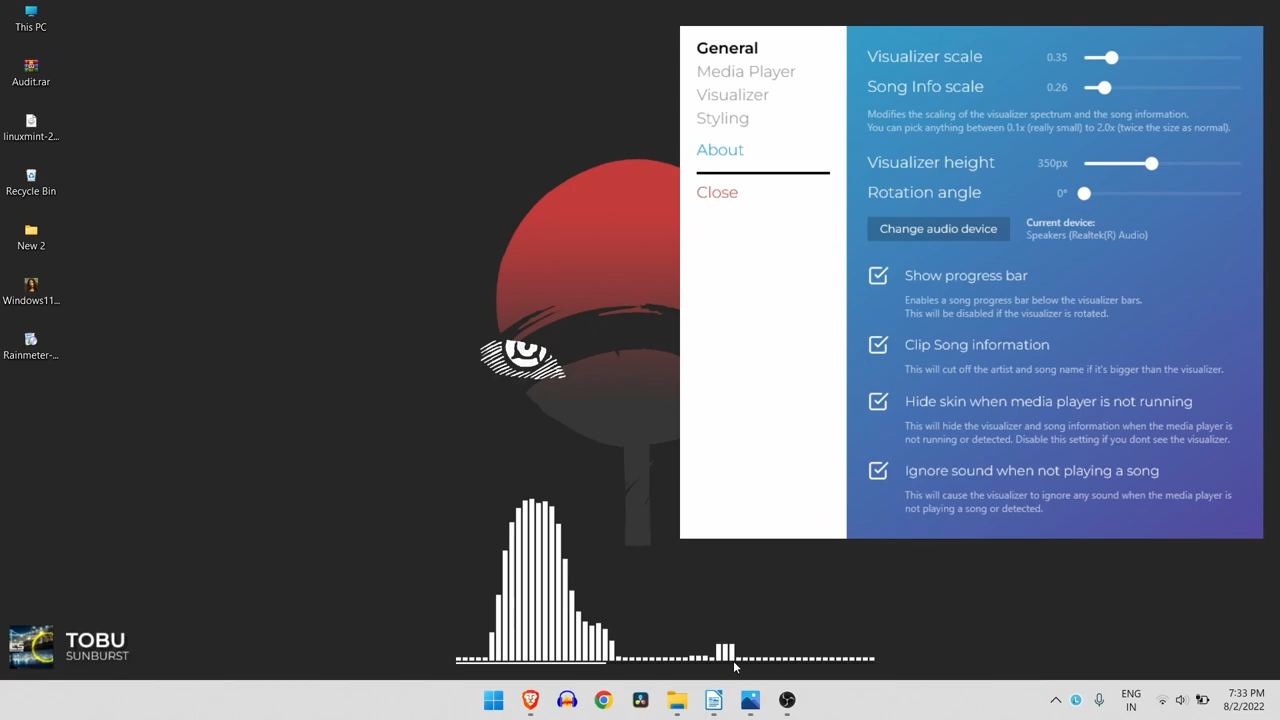 This PC
Audit.rar
linuxmint-2...
Recycle Bin
New 2
Windows11...
Rainmeter-...
General
Media Player
Visualizer
Styling
About
Close
Visualizer scale 0.35
Song Info scale 0.26
Modifies the scaling of the visualizer spectrum and the song information.
You can pick anything between 0.1x (really small) to 2.0x (twice the size as normal).
Visualizer height 350px
Rotation angle 0°
Change audio device
Current device:
Speakers (Realtek(R) Audio)
Show progress bar
Enables a song progress bar below the visualizer bars.
This will be disabled if the visualizer is rotated.
Clip Song information
This will cut off the artist and song name if it's bigger than the visualizer.
Hide skin when media player is not running
This will hide the visualizer and song information when the media player is
not running or detected. Disable this setting if you dont see the visualizer.
Ignore sound when not playing a song
This will cause the visualizer to ignore any sound when the media player is
not playing a song or detected.
TOBU
SUNBURST
ENG
IN
7:33 PM
8/2/2022